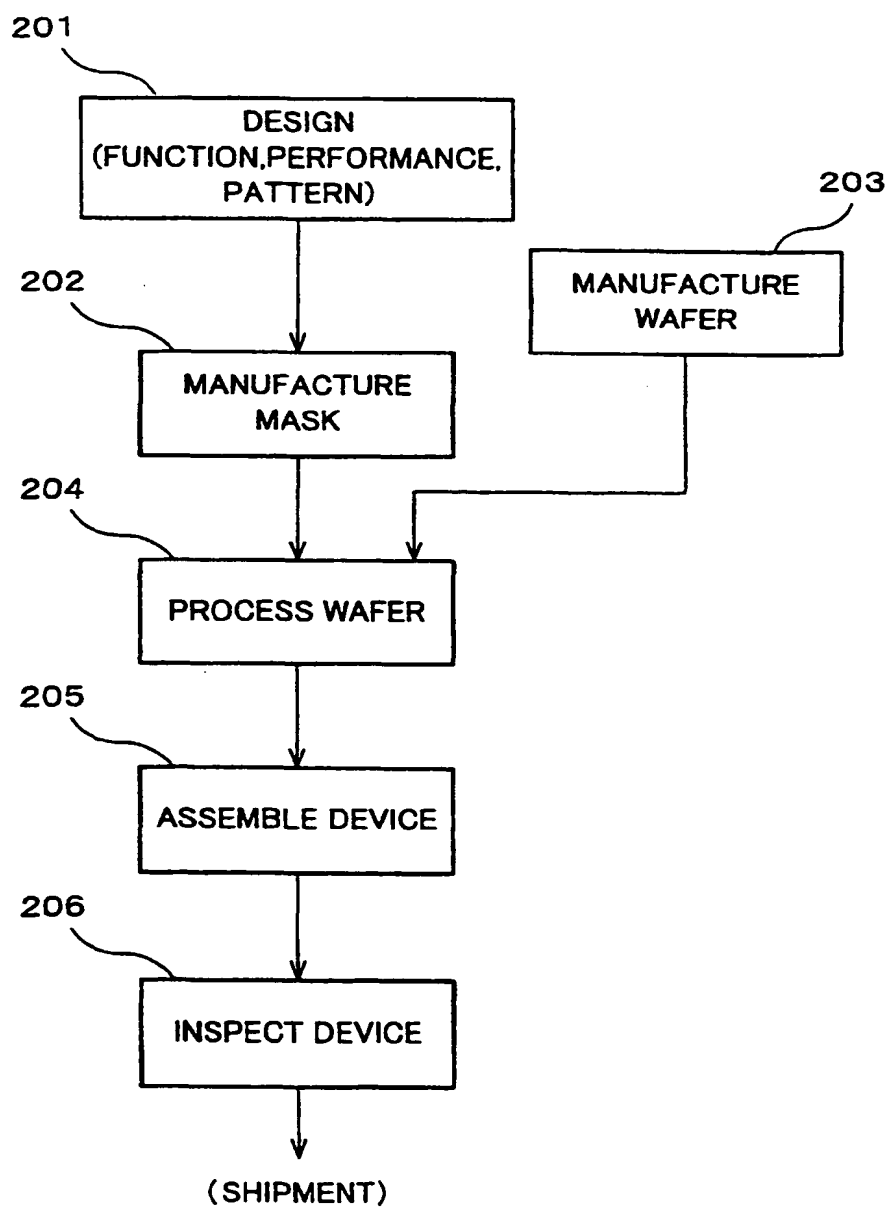 201
DESIGN
(FUNCTION,PERFORMANCE,
PATTERN)
203
MANUFACTURE
WAFER
202
MANUFACTURE
MASK
204
PROCESS WAFER
205
ASSEMBLE DEVICE
206
INSPECT DEVICE
(SHIPMENT)